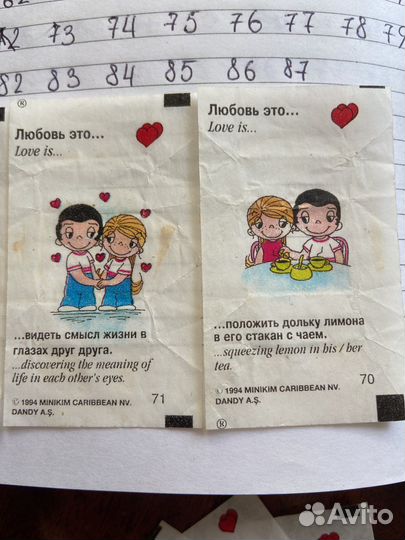 72 73 74 75 76 77 78 79
82 83 84 85 86 87
®
Любовь это...
Love is...
...видеть смысл жизни в
глазах друг друга.
...discovering the meaning of
life in each other's eyes.
© 1994 MINIKIM CARIBBEAN NV.
DANDY A.Ş.
71
®
Любовь это...
Love is...
...положить дольку лимона
в его стакан с чаем.
...squeezing lemon in his / her
tea.
© 1994 MINIKIM CARIBBEAN NV.
DANDY A.Ş.
70
®
Avito